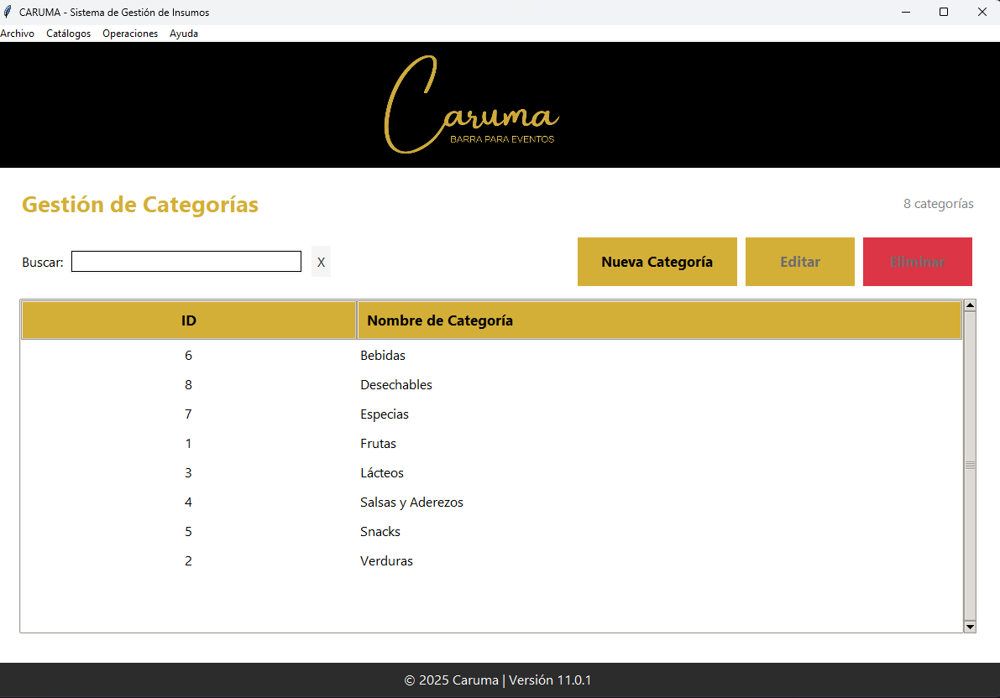 CARUMA - Sistema de Gestión de Insumos
Archivo Catálogos Operaciones Ayuda
Caruma
BARRA PARA EVENTOS
Gestión de Categorías
8 categorías
Buscar: X Nueva Categoría Editar Eliminar
ID Nombre de Categoría
6 Bebidas
8 Desechables
7 Especias
1 Frutas
3 Lácteos
4 Salsas y Aderezos
5 Snacks
2 Verduras
© 2025 Caruma | Versión 11.0.1